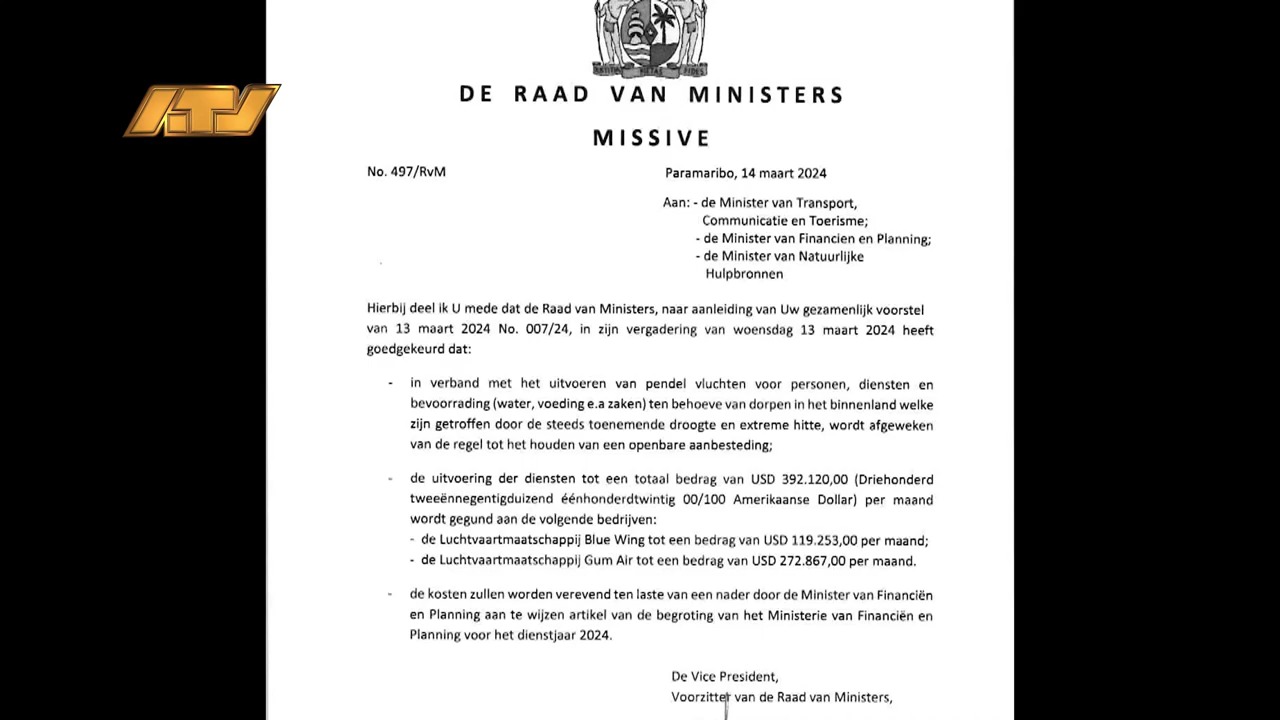 JUSTITIA PIETAS FIDES
ATV
DE RAAD VAN MINISTERS
MISSIVE
No. 497/RvM
Paramaribo, 14 maart 2024
Aan: - de Minister van Transport,
Communicatie en Toerisme;
- de Minister van Financien en Planning;
- de Minister van Natuurlijke
Hulpbronnen
Hierbij deel ik U mede dat de Raad van Ministers, naar aanleiding van Uw gezamenlijk voorstel
van 13 maart 2024 No. 007/24, in zijn vergadering van woensdag 13 maart 2024 heeft
goedgekeurd dat:
- in verband met het uitvoeren van pendel vluchten voor personen, diensten en
bevoorrading (water, voeding e.a zaken) ten behoeve van dorpen in het binnenland welke
zijn getroffen door de steeds toenemende droogte en extreme hitte, wordt afgeweken
van de regel tot het houden van een openbare aanbesteding;
- de uitvoering der diensten tot een totaal bedrag van USD 392.120,00 (Driehonderd
tweeënnegentigduizend éénhonderdtwintig 00/100 Amerikaanse Dollar) per maand
wordt gegund aan de volgende bedrijven:
- de Luchtvaartmaatschappij Blue Wing tot een bedrag van USD 119.253,00 per maand;
- de Luchtvaartmaatschappij Gum Air tot een bedrag van USD 272.867,00 per maand.
- de kosten zullen worden verevend ten laste van een nader door de Minister van Financiën
en Planning aan te wijzen artikel van de begroting van het Ministerie van Financiën en
Planning voor het dienstjaar 2024.
De Vice President,
Voorzitter van de Raad van Ministers,